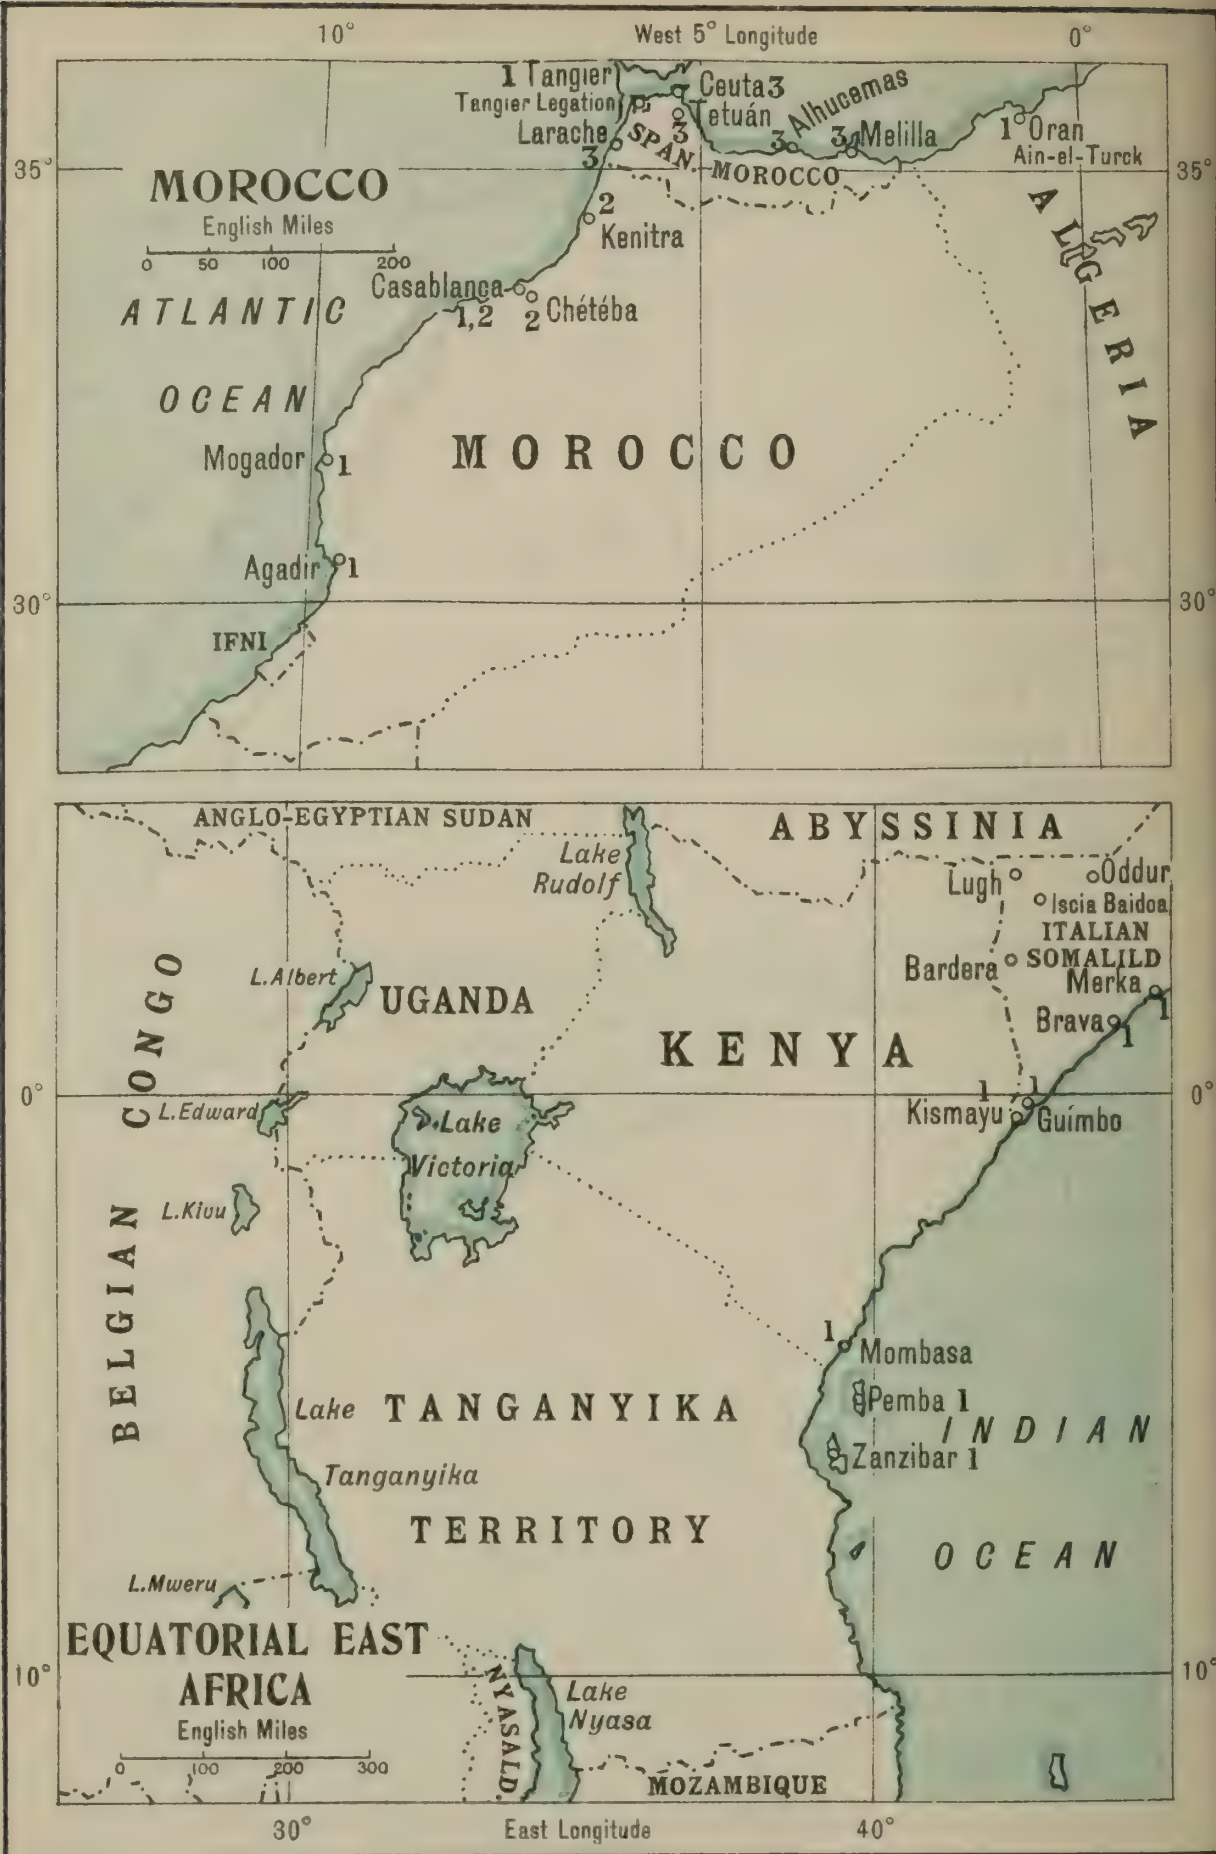 10° West 5° Longitude 0°
1 Tangier
Ceuta 3
Alhucemas
Tangier Legation
Tetuán
3
Larache
3
3
3 Melilla
1 Oran
Ain-el-Turck
SPAN. MOROCCO
35° 35°
MOROCCO
English Miles
0 50 100 200
ALGERIA
2
Kenitra
Casablanca
1,2
2 Chétéba
ATLANTIC
OCEAN
Mogador 1
MOROCCO
Agadir 1
30° 30°
IFNI
ANGLO-EGYPTIAN SUDAN
ABYSSINIA
Lake
Rudolf
Lugh
Oddur
Iscia Baidoa
ITALIAN
SOMALILD
Bardera
Merka
1
L.Albert
UGANDA
Brava
1
KENYA
BELGIAN CONGO
0° 0°
1
1
L.Edward
Lake
Victoria
Kismayu
Guimbo
L.Kivu
1
Mombasa
Pemba 1
Lake
Tanganyika
TANGANYIKA
TERRITORY
Zanzibar 1
INDIAN
OCEAN
L.Mweru
EQUATORIAL EAST
AFRICA
English Miles
0 100 200 300
10° 10°
NYASALD.
Lake
Nyasa
MOZAMBIQUE
30° East Longitude 40°